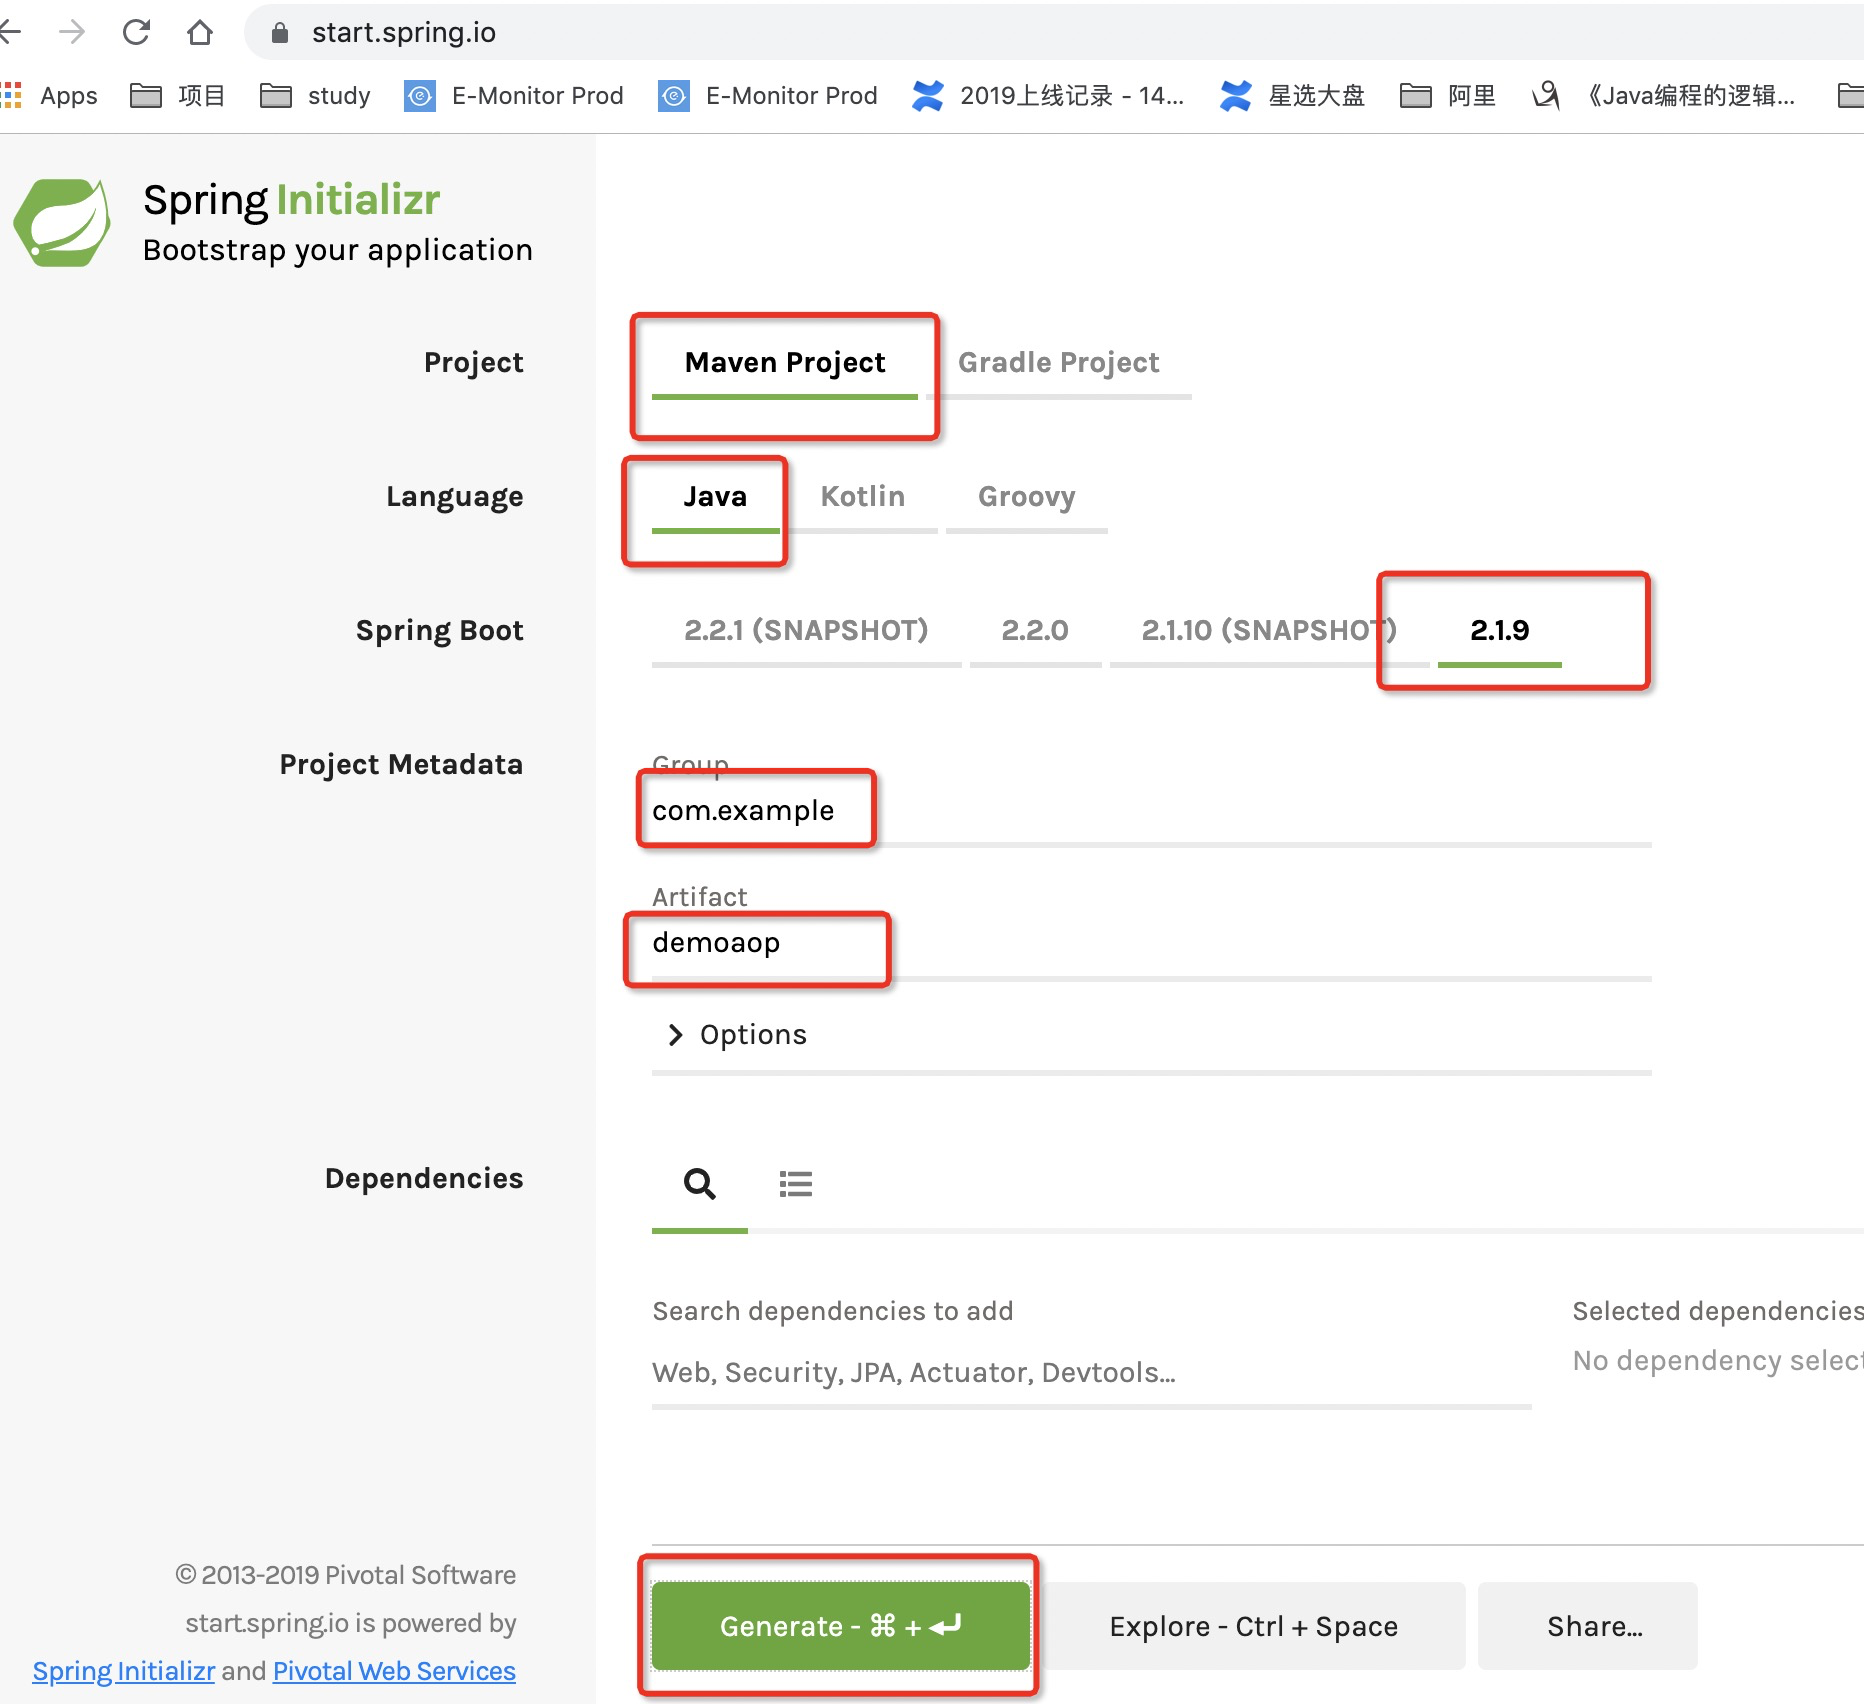 start.spring.io
Apps 项目 study E-Monitor Prod E-Monitor Prod 2019上线记录 - 14... 星选大盘 阿里 《Java编程的逻辑...
Spring Initializr
Bootstrap your application
Project Maven Project Gradle Project
Language Java Kotlin Groovy
Spring Boot 2.2.1 (SNAPSHOT) 2.2.0 2.1.10 (SNAPSHOT) 2.1.9
Project Metadata Group
com.example
Artifact
demoaop
Options
Dependencies
Search dependencies to add Selected dependencies
Web, Security, JPA, Actuator, Devtools... No dependency select
© 2013-2019 Pivotal Software
start.spring.io is powered by
Spring Initializr and Pivotal Web Services
Generate - ⌘ + ↵ Explore - Ctrl + Space Share...